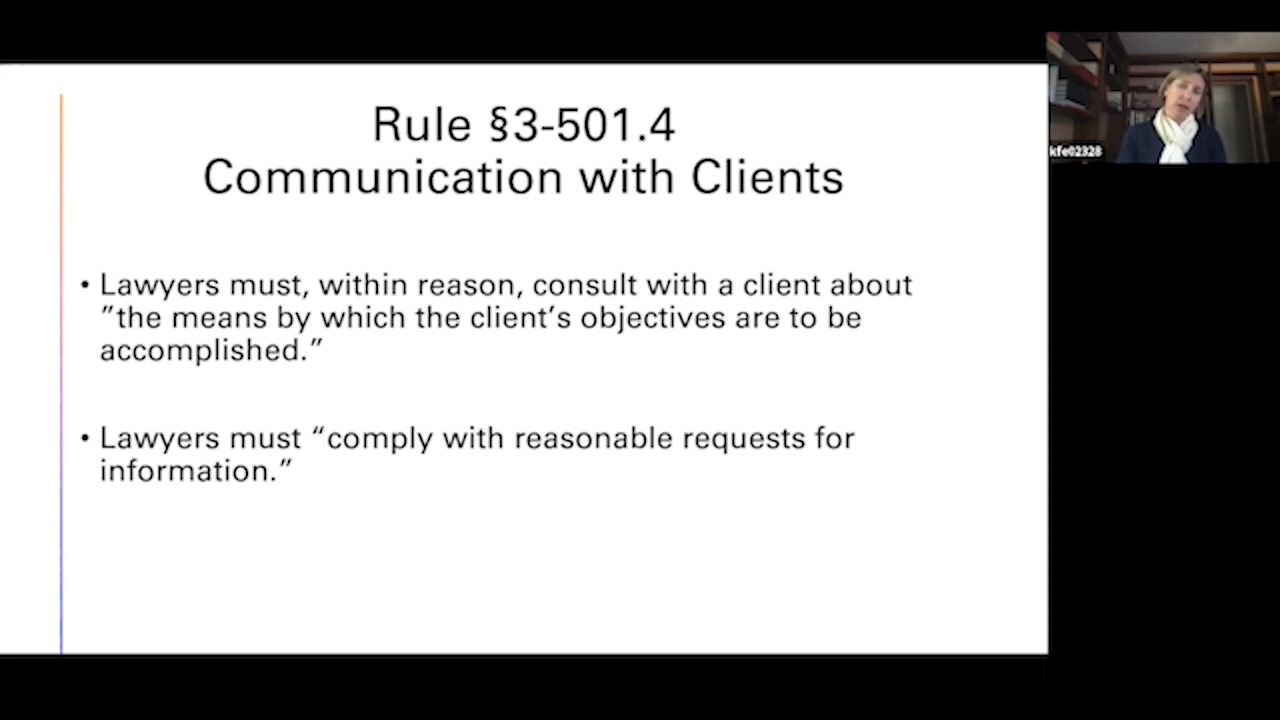 Rule §3-501.4
Communication with Clients
• Lawyers must, within reason, consult with a client about
”the means by which the client’s objectives are to be
accomplished.”
• Lawyers must “comply with reasonable requests for
information.”
kfe02328